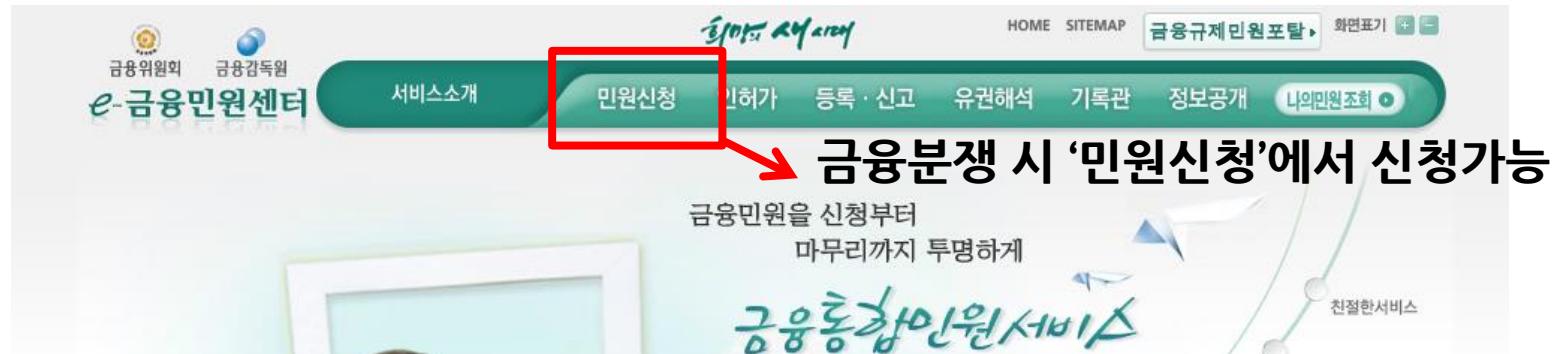 희망의 새 시대
HOME SITEMAP 금융규제민원포탈 화면표기 + -
금융위원회 금융감독원
e-금융민원센터
서비스소개 민원신청 인허가 등록 · 신고 유권해석 기록관 정보공개 나의민원조회
금융분쟁 시 ‘민원신청’에서 신청가능
금융민원을 신청부터
마무리까지 투명하게
금융통합민원서비스
친절한서비스